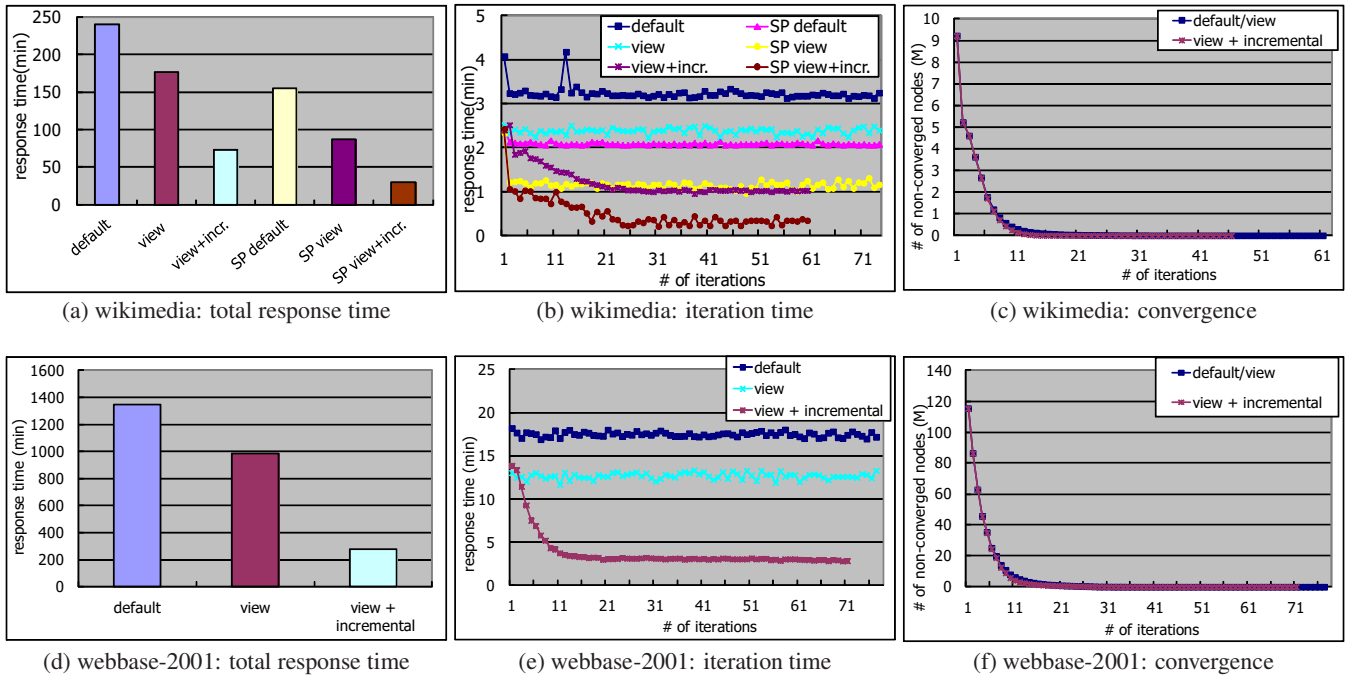 response time(min)
250
200
150
100
50
0
default
view
view+incr.
SP default
SP view
SP view+incr.
(a) wikimedia: total response time
response time(min)
5
4
3
2
1
0
default
SP default
view
SP view
view+incr.
SP view+incr.
1 11 21 31 41 51 61 71
# of iterations
(b) wikimedia: iteration time
# of non-converged nodes (M)
10
9
8
7
6
5
4
3
2
1
0
default/view
view + incremental
1 11 21 31 41 51 61
# of iterations
(c) wikimedia: convergence
response time (min)
1600
1400
1200
1000
800
600
400
200
0
default
view
view +
incremental
(d) webbase-2001: total response time
response time (min)
25
20
15
10
5
0
default
view
view + incremental
1 11 21 31 41 51 61 71
# of iterations
(e) webbase-2001: iteration time
# of non-converged nodes (M)
140
120
100
80
60
40
20
0
default/view
view + incremental
1 11 21 31 41 51 61 71
# of iterations
(f) webbase-2001: convergence